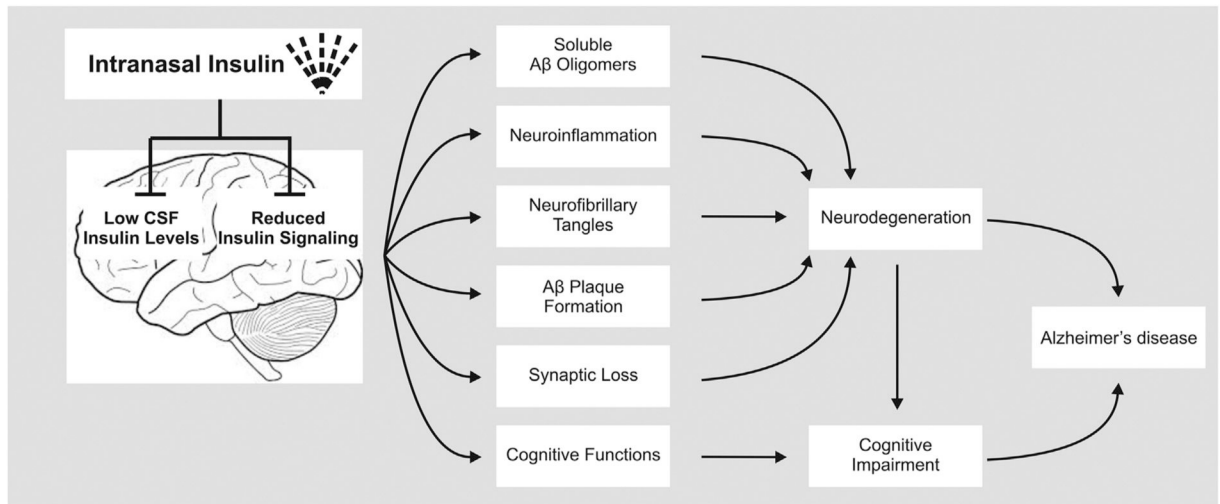 Intranasal Insulin
Low CSF
Insulin Levels
Reduced
Insulin Signaling
Soluble
Aβ Oligomers
Neuroinflammation
Neurofibrillary
Tangles
Aβ Plaque
Formation
Synaptic Loss
Cognitive Functions
Neurodegeneration
Cognitive
Impairment
Alzheimer’s disease